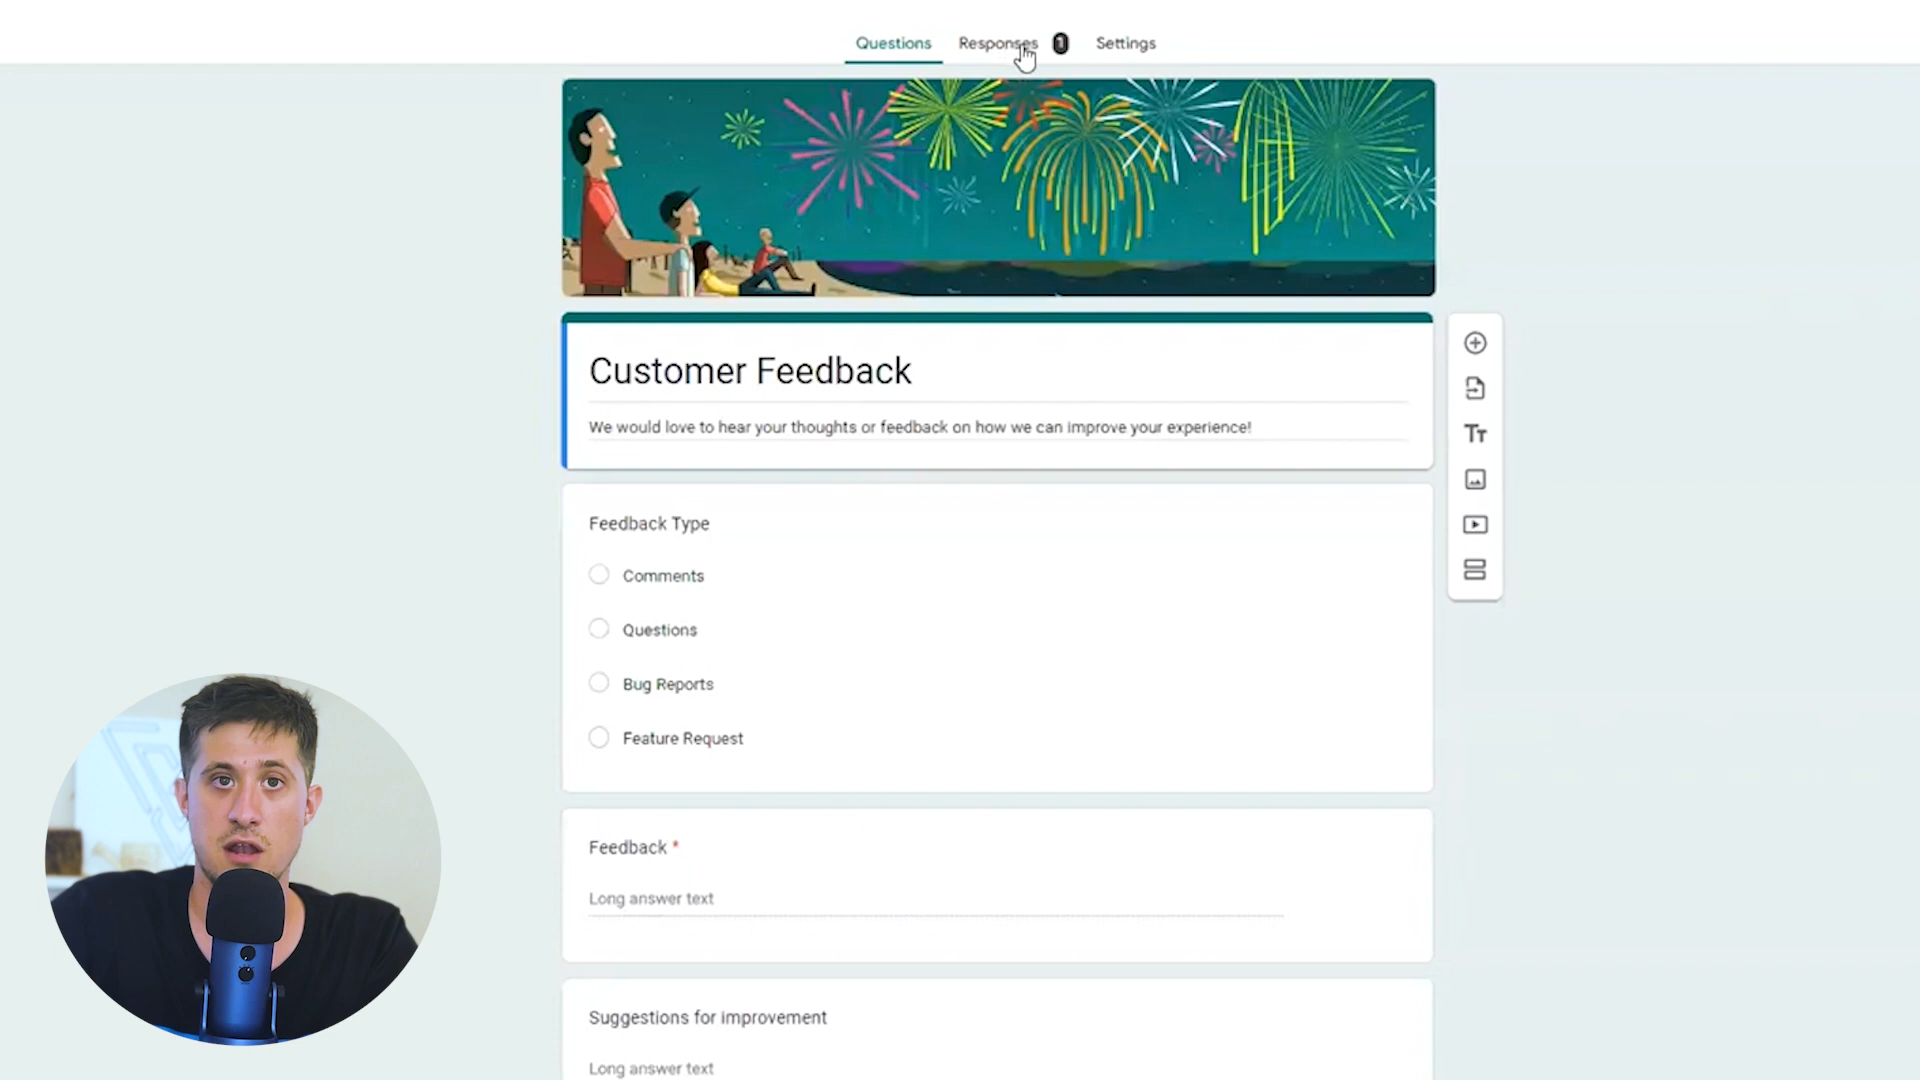 Questions Responses 1 Settings
Customer Feedback
We would love to hear your thoughts or feedback on how we can improve your experience!
Feedback Type
Comments
Questions
Bug Reports
Feature Request
Feedback *
Long answer text
Suggestions for improvement
Long answer text